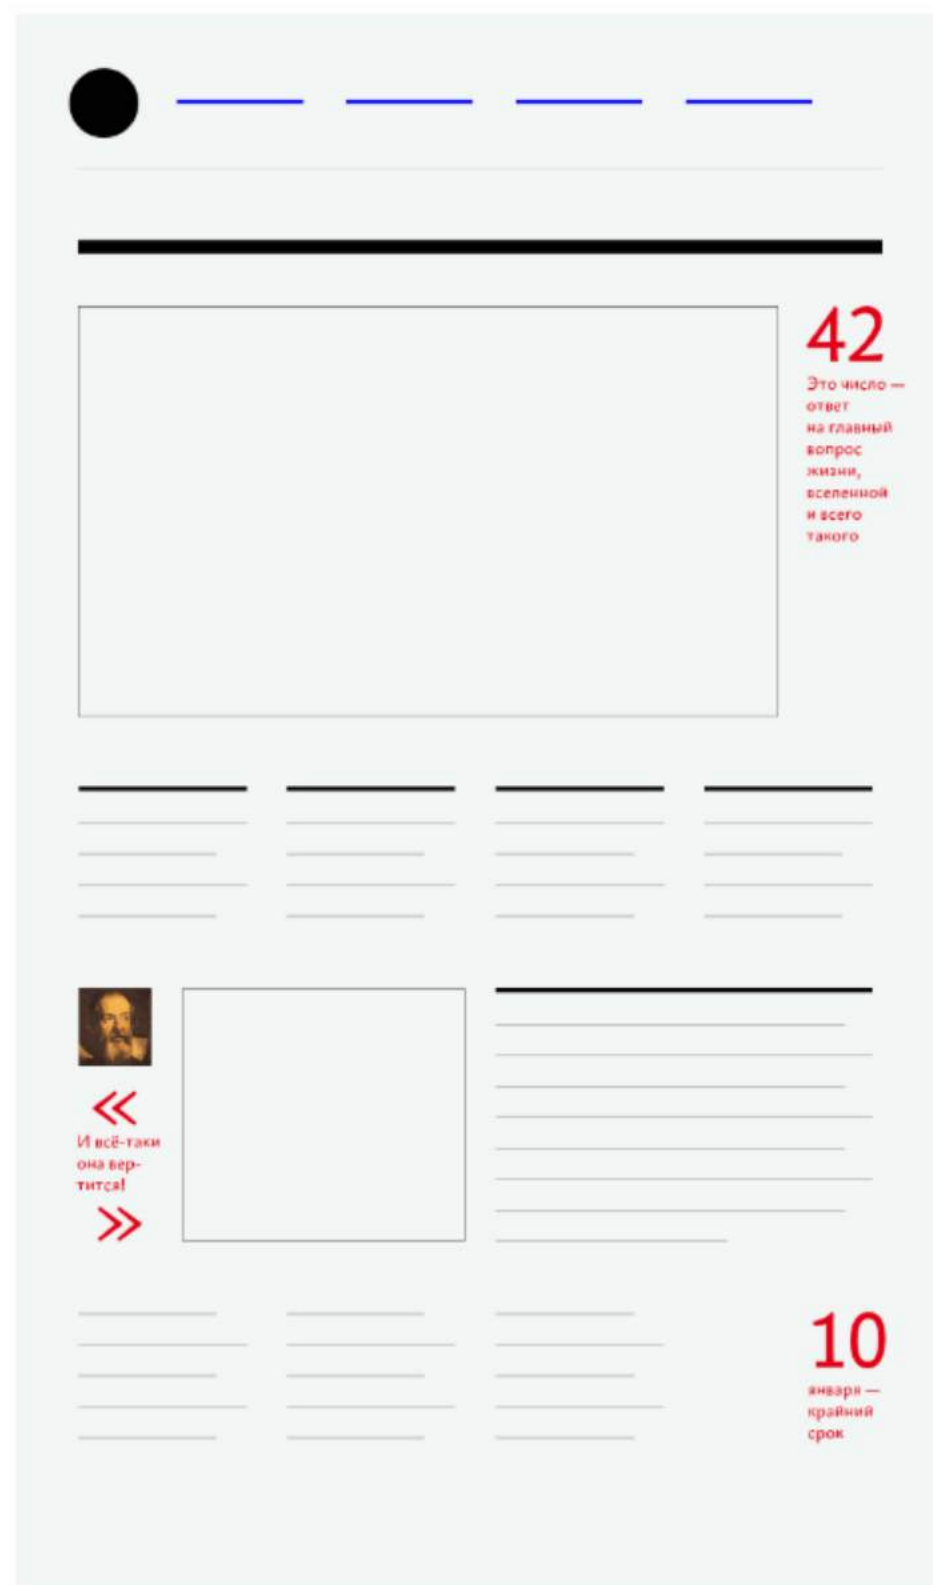 42
Это число —
ответ
на главный
вопрос
жизни,
вселенной
и всего
такого
«
И всё-таки
она вер-
тится!
»
10
января —
крайний
срок